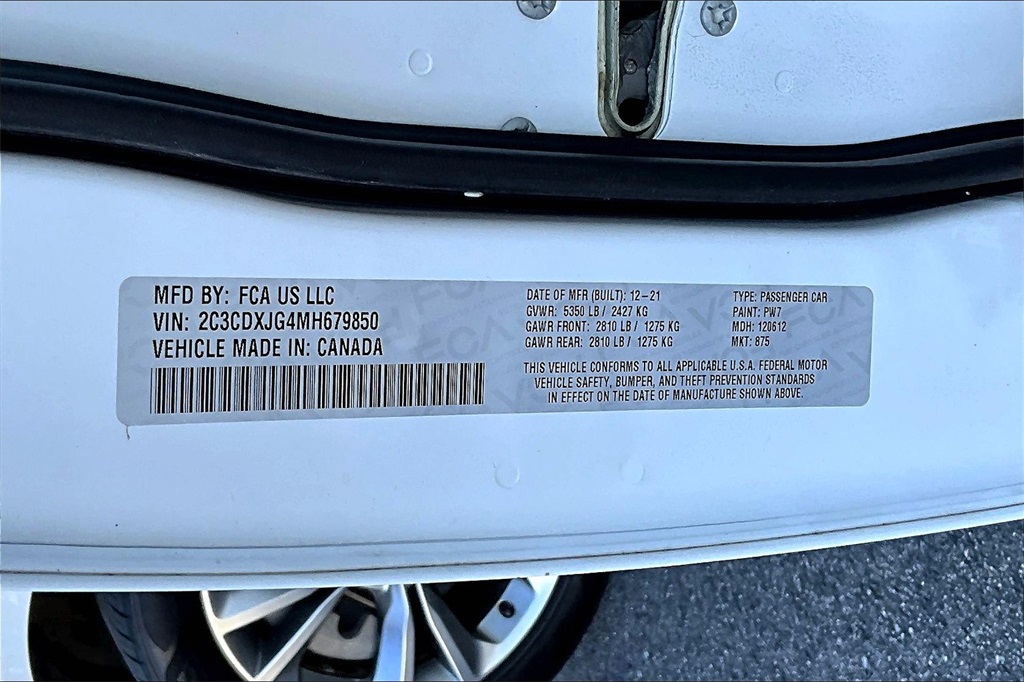 MFD BY: FCA US LLC
VIN: 2C3CDXJG4MH679850
VEHICLE MADE IN: CANADA
DATE OF MFR (BUILT): 12-21
GVWR: 5350 LB / 2427 KG
GAWR FRONT: 2810 LB / 1275 KG
GAWR REAR: 2810 LB / 1275 KG
TYPE: PASSENGER CAR
PAINT: PW7
MDH: 120612
MKT: 875
THIS VEHICLE CONFORMS TO ALL APPLICABLE U.S.A. FEDERAL MOTOR
VEHICLE SAFETY, BUMPER, AND THEFT PREVENTION STANDARDS
IN EFFECT ON THE DATE OF MANUFACTURE SHOWN ABOVE.